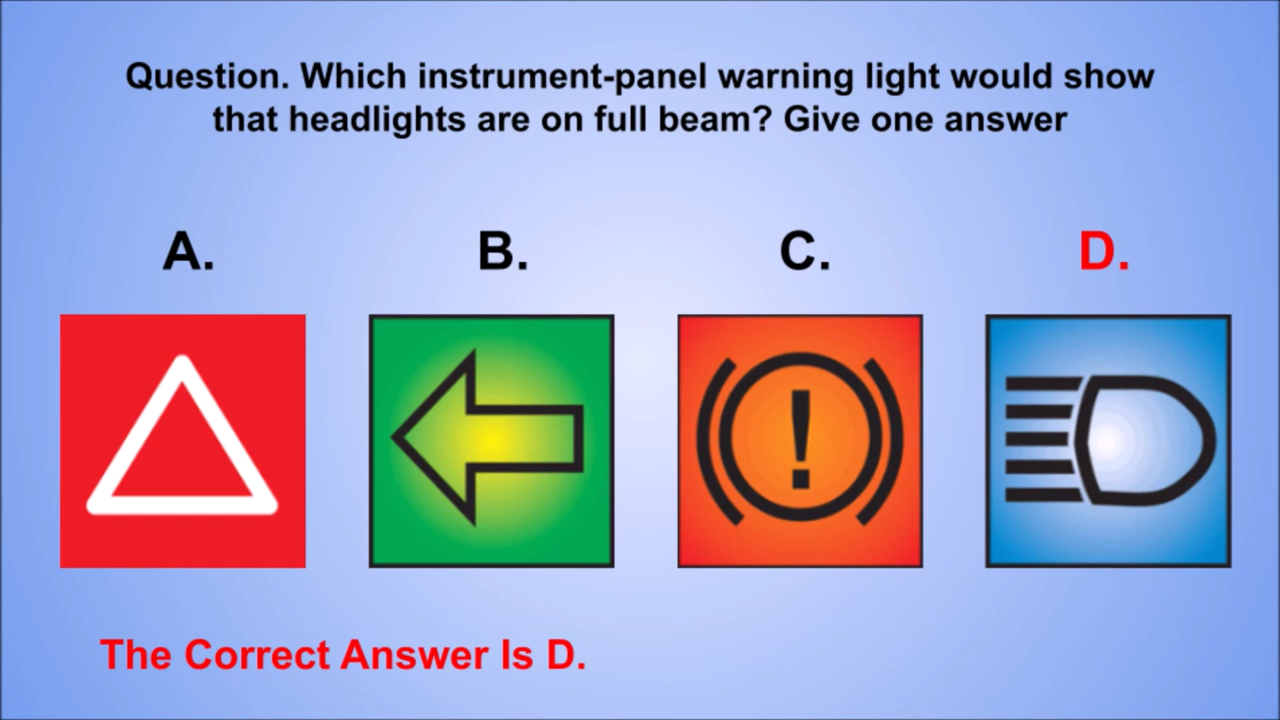 Question. Which instrument-panel warning light would show
that headlights are on full beam? Give one answer
A. B. C. D.
!
The Correct Answer Is D.